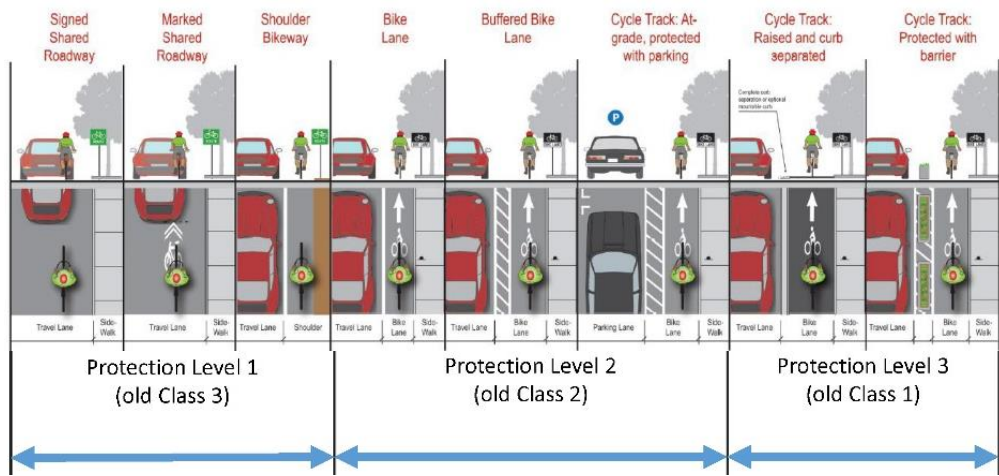 Signed
Shared
Roadway
Marked
Shared
Roadway
Shoulder
Bikeway
Bike
Lane
Buffered Bike
Lane
Cycle Track: At-
grade, protected
with parking
Cycle Track:
Raised and curb
separated
Cycle Track:
Protected with
barrier
P
Travel Lane
Side-
Walk
Travel Lane
Side-
Walk
Travel Lane
Shoulder
Travel Lane
Bike
Lane
Side-
Walk
Travel Lane
Bike
Lane
Side-
Walk
Parking Lane
Bike
Lane
Side-
Walk
Travel Lane
Bike
Lane
Side-
Walk
Travel Lane
Bike
Lane
Side-
Walk
Protection Level 1
(old Class 3)
Protection Level 2
(old Class 2)
Protection Level 3
(old Class 1)